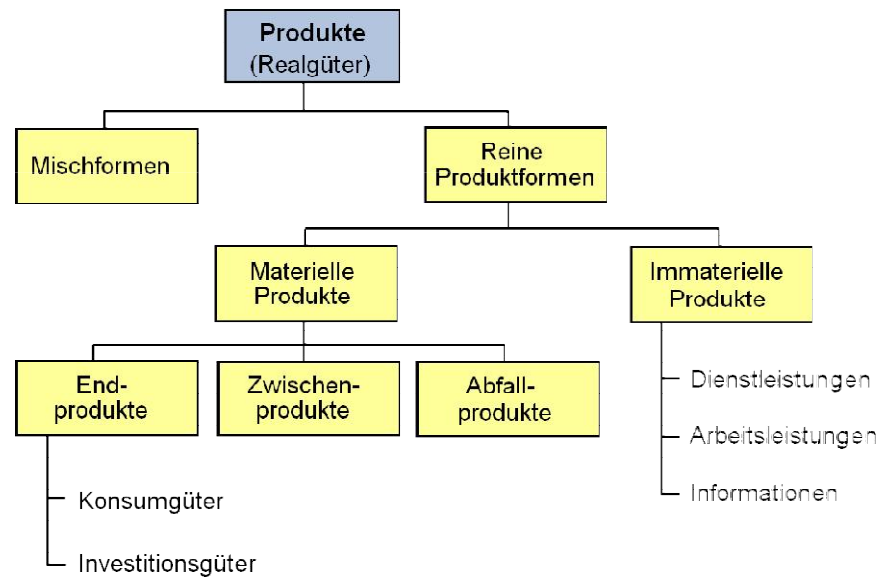 Produkte
(Realgüter)
Mischformen
Reine
Produktformen
Materielle
Produkte
Immaterielle
Produkte
End-
produkte
Zwischen-
produkte
Abfall-
produkte
Dienstleistungen
Arbeitsleistungen
Informationen
Konsumgüter
Investitionsgüter